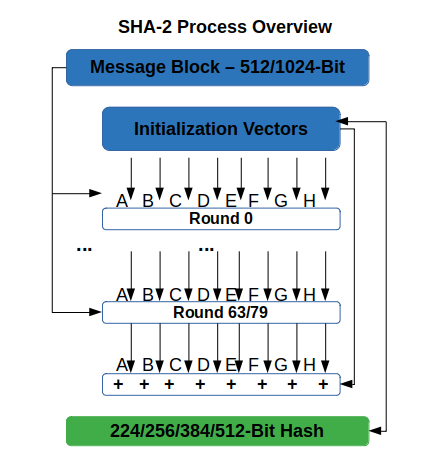 SHA-2 Process Overview
Message Block – 512/1024-Bit
Initialization Vectors
A B C D E F G H
Round 0
... ...
A B C D E F G H
Round 63/79
A B C D E F G H
+ + + + + + + +
224/256/384/512-Bit Hash